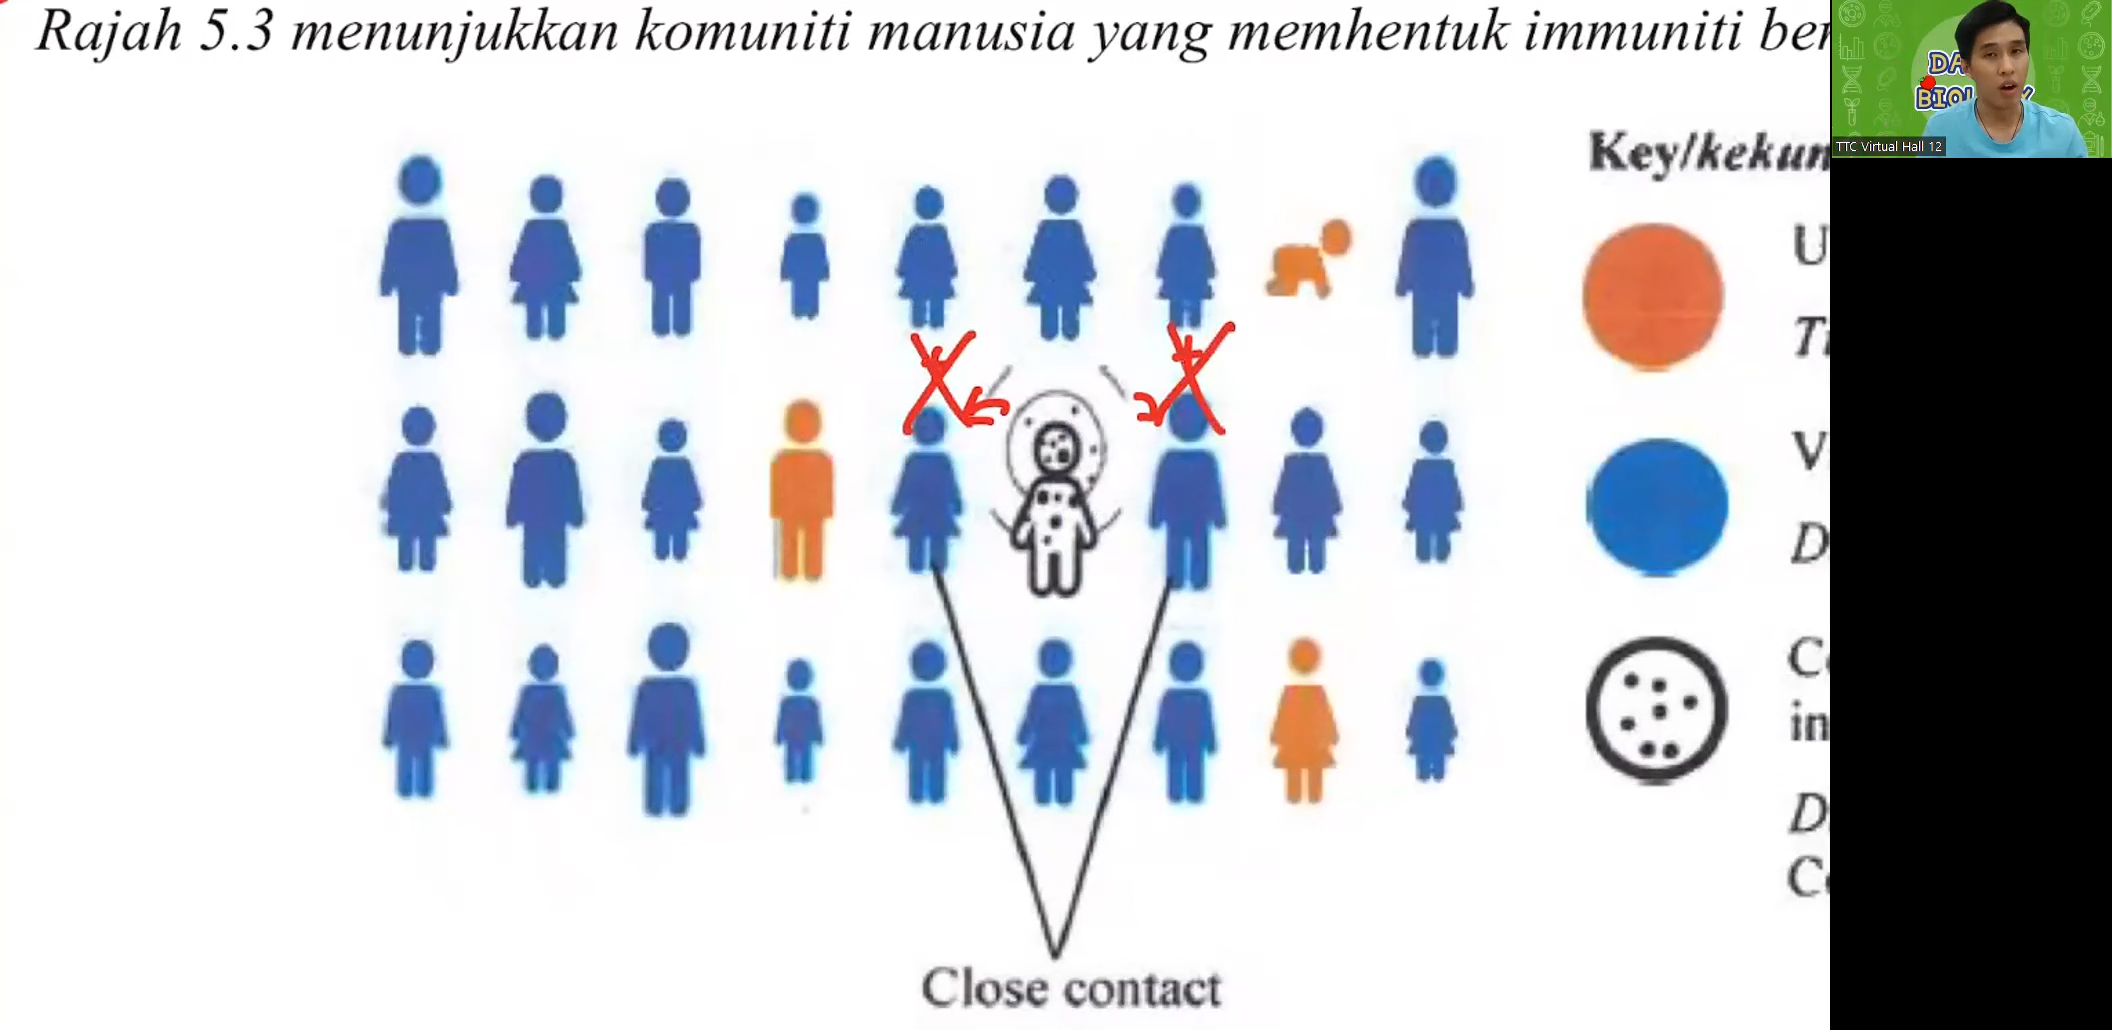 Rajah 5.3 menunjukkan komuniti manusia yang memhentuk immuniti ber
TTC Virtual Hall 12
Key/kekun
U
V
D
in
Close contact